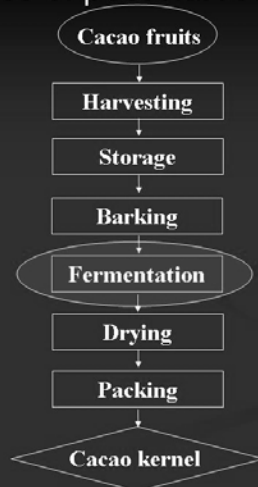 Cacao fruits
Harvesting
Storage
Barking
Fermentation
Drying
Packing
Cacao kernel